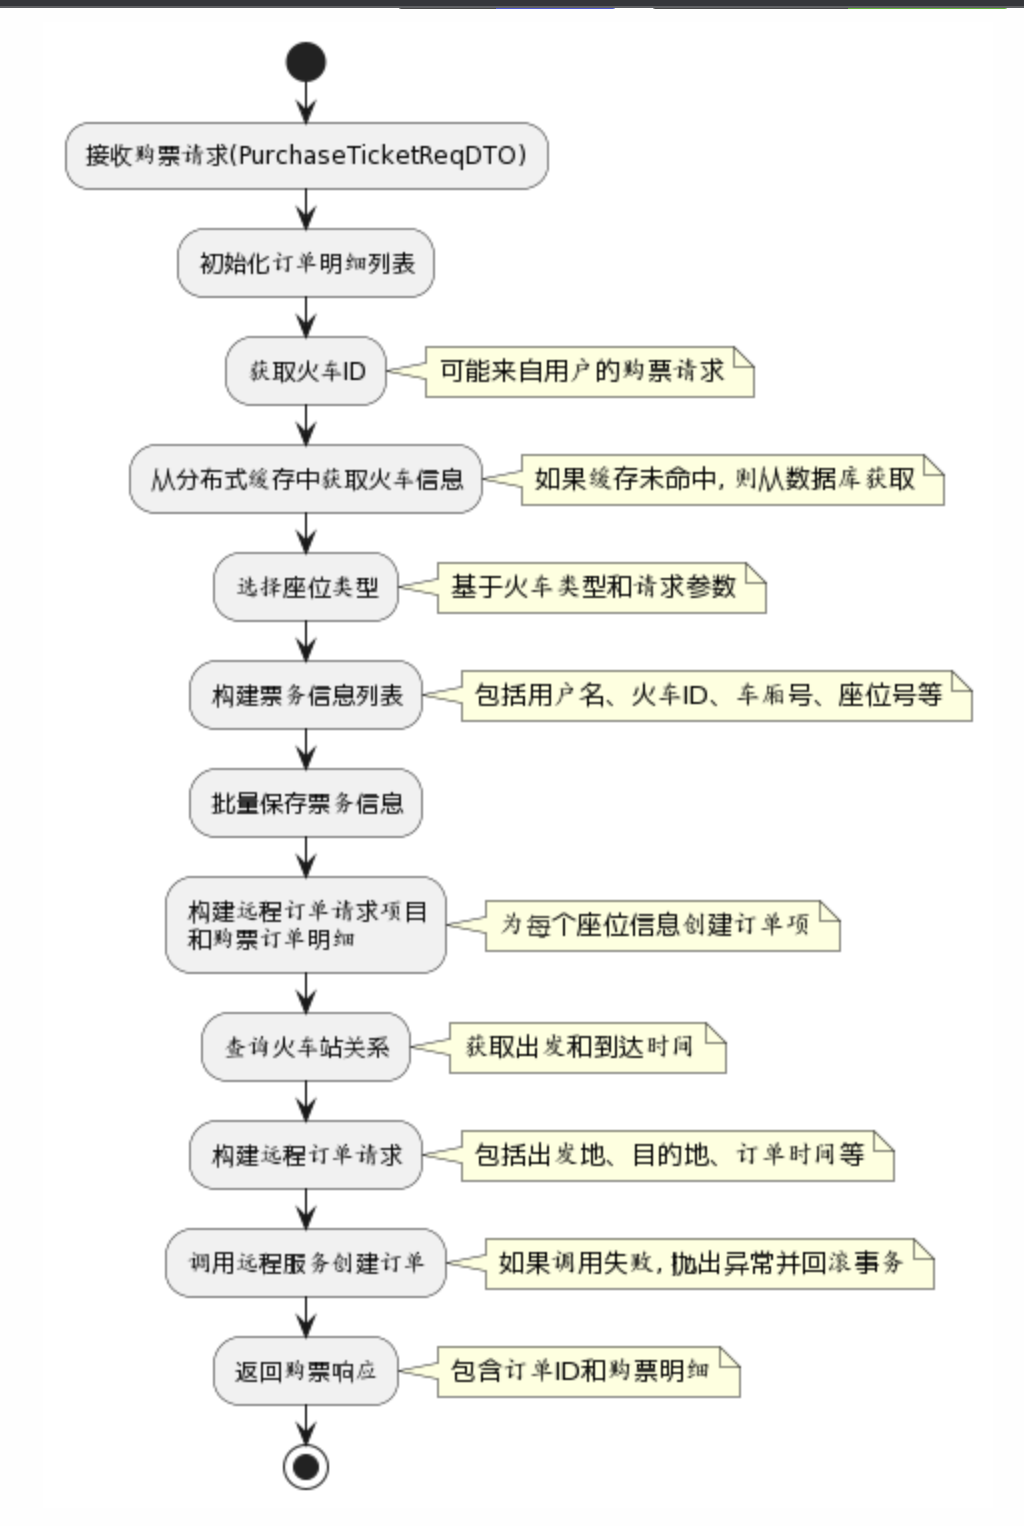 接收购票请求(PurchaseTicketReqDTO)
初始化订单明细列表
获取火车ID
可能来自用户的购票请求
从分布式缓存中获取火车信息
如果缓存未命中, 则从数据库获取
选择座位类型
基于火车类型和请求参数
构建票务信息列表
包括用户名、火车ID、车厢号、座位号等
批量保存票务信息
构建远程订单请求项目
和购票订单明细
为每个座位信息创建订单项
查询火车站关系
获取出发和到达时间
构建远程订单请求
包括出发地、目的地、订单时间等
调用远程服务创建订单
如果调用失败, 抛出异常并回滚事务
返回购票响应
包含订单ID和购票明细